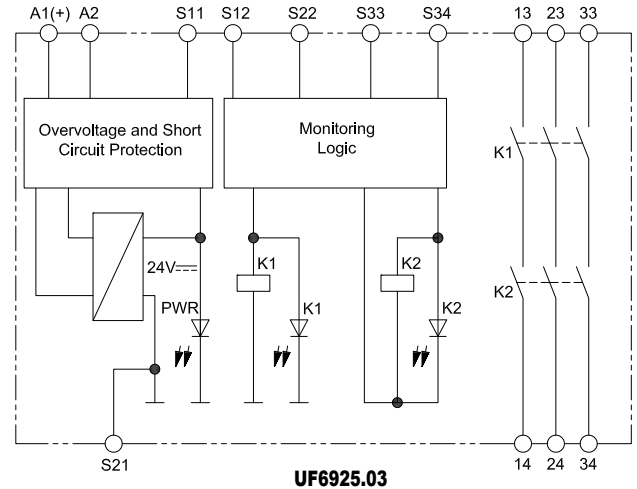 A1(+) A2 S11 S12 S22 S33 S34 13 23 33
Overvoltage and Short
Circuit Protection
Monitoring
Logic
K1
24V
K1
K2
K2
PWR
K1
K2
S21
14 24 34
UF6925.03